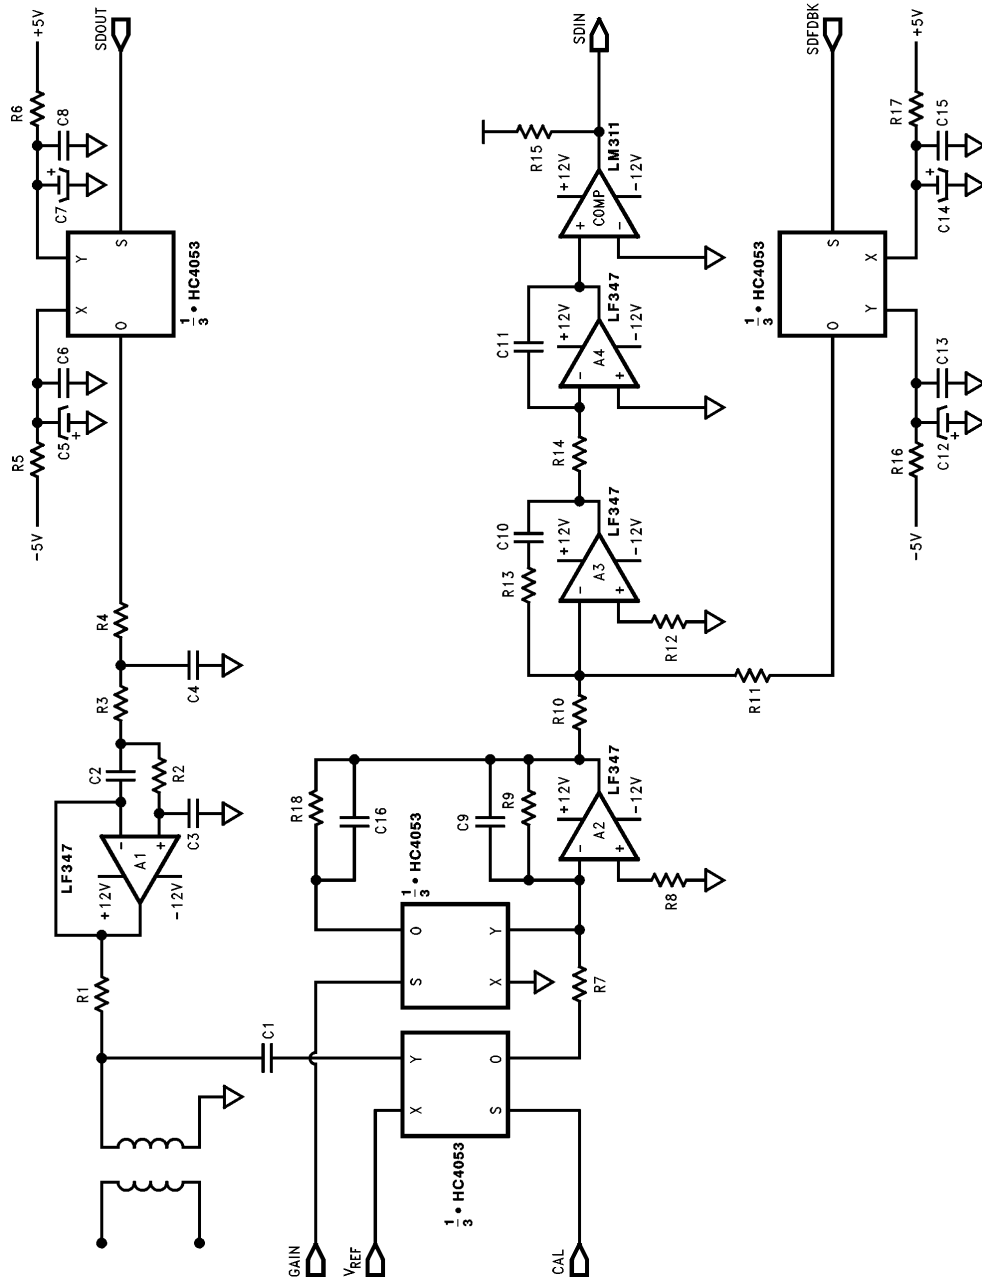 +5V
SDOUT
R6
C8
C7
+
Y
S
X
O
1/3 • HC4053
C6
C5
+
R5
-5V
R4
R3
C4
C2
R2
C3
LF347
-
+
A1
+12V
-12V
R1
C1
SDIN
R15
LM311
+12V
-12V
COMP
+
-
C11
LF347
+12V
-12V
A4
-
+
R14
C10
R13
LF347
+12V
-12V
A3
-
+
R12
R10
R11
R18
C16
C9
R9
LF347
+12V
-12V
A2
-
+
R8
1/3 • HC4053
O
Y
S
X
R7
Y
O
X
S
1/3 • HC4053
GAIN
VREF
CAL
SDFDBK
+5V
R17
C15
C14
+
1/3 • HC4053
S
X
O
Y
C13
C12
+
R16
-5V